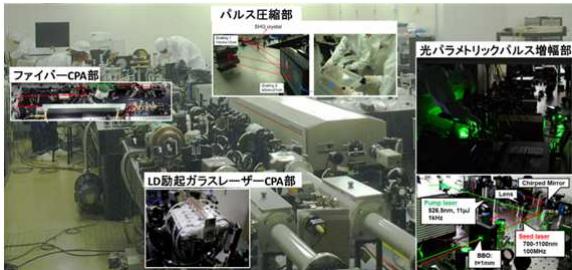 パルス圧縮部
SHG crystal
光パラメトリックパルス増幅部
ファイバーCPA部
LD励起ガラスレーザーCPA部
Lens
Chirped Mirror
Pump laser
526.5nm, 11μJ
1kHz
Seed laser
700-1100nm
100MHz
BBO: